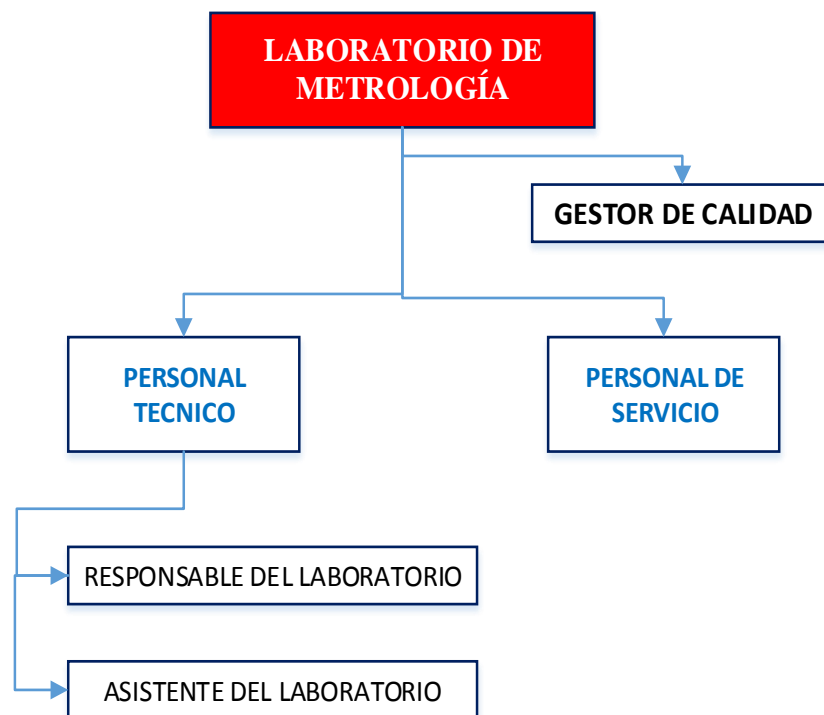 LABORATORIO DE
METROLOGÍA
GESTOR DE CALIDAD
PERSONAL
TECNICO
PERSONAL DE
SERVICIO
RESPONSABLE DEL LABORATORIO
ASISTENTE DEL LABORATORIO